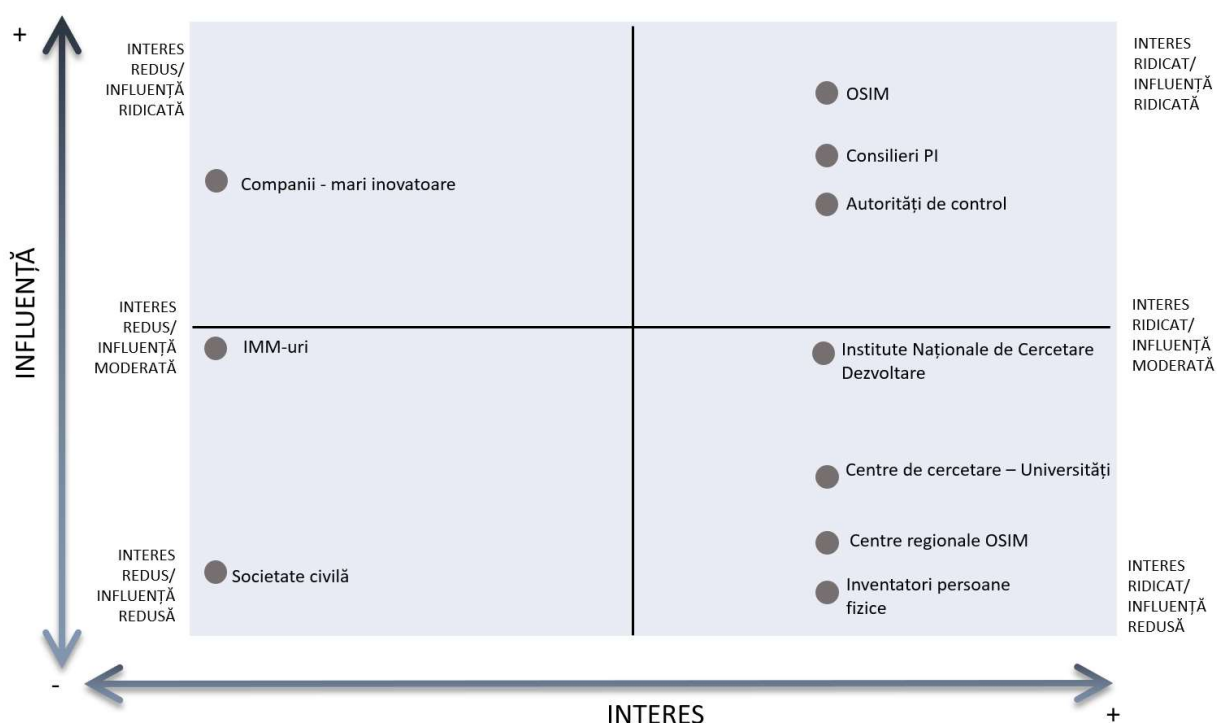 +
INTERES
REDUS/
INFLUENȚĂ
RIDICATĂ
INTERES
RIDICAT/
INFLUENȚĂ
RIDICATĂ
OSIM
Consilieri PI
Companii - mari inovatoare
Autorități de control
INFLUENȚĂ
INTERES
REDUS/
INFLUENȚĂ
MODERATĂ
INTERES
RIDICAT/
INFLUENȚĂ
MODERATĂ
IMM-uri
Institute Naționale de Cercetare
Dezvoltare
Centre de cercetare – Universități
Centre regionale OSIM
INTERES
REDUS/
INFLUENȚĂ
REDUSĂ
Societate civilă
Inventatori persoane
fizice
INTERES
RIDICAT/
INFLUENȚĂ
REDUSĂ
-
INTERES
+